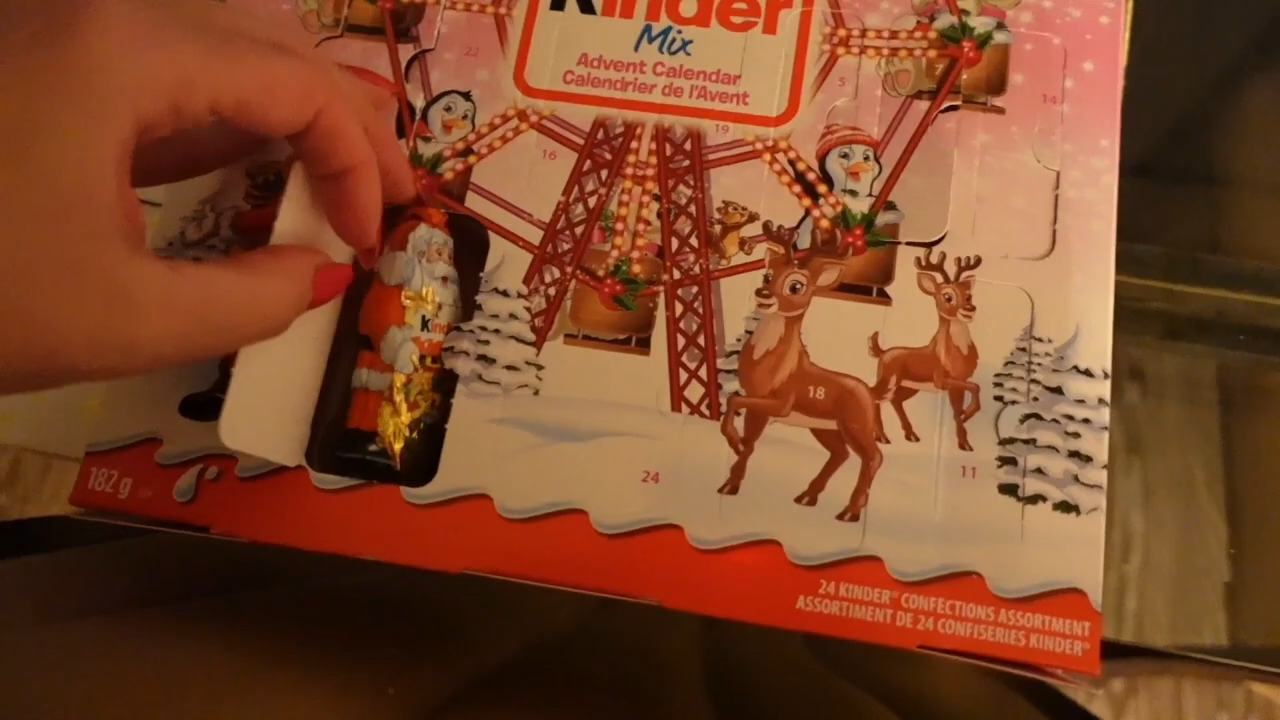 Kinder
Mix
Advent Calendar
Calendrier de l'Avent
22
5
14
19
16
Kind
18
24
11
182 g
24 KINDER® CONFECTIONS ASSORTMENT
ASSORTIMENT DE 24 CONFISERIES KINDER®